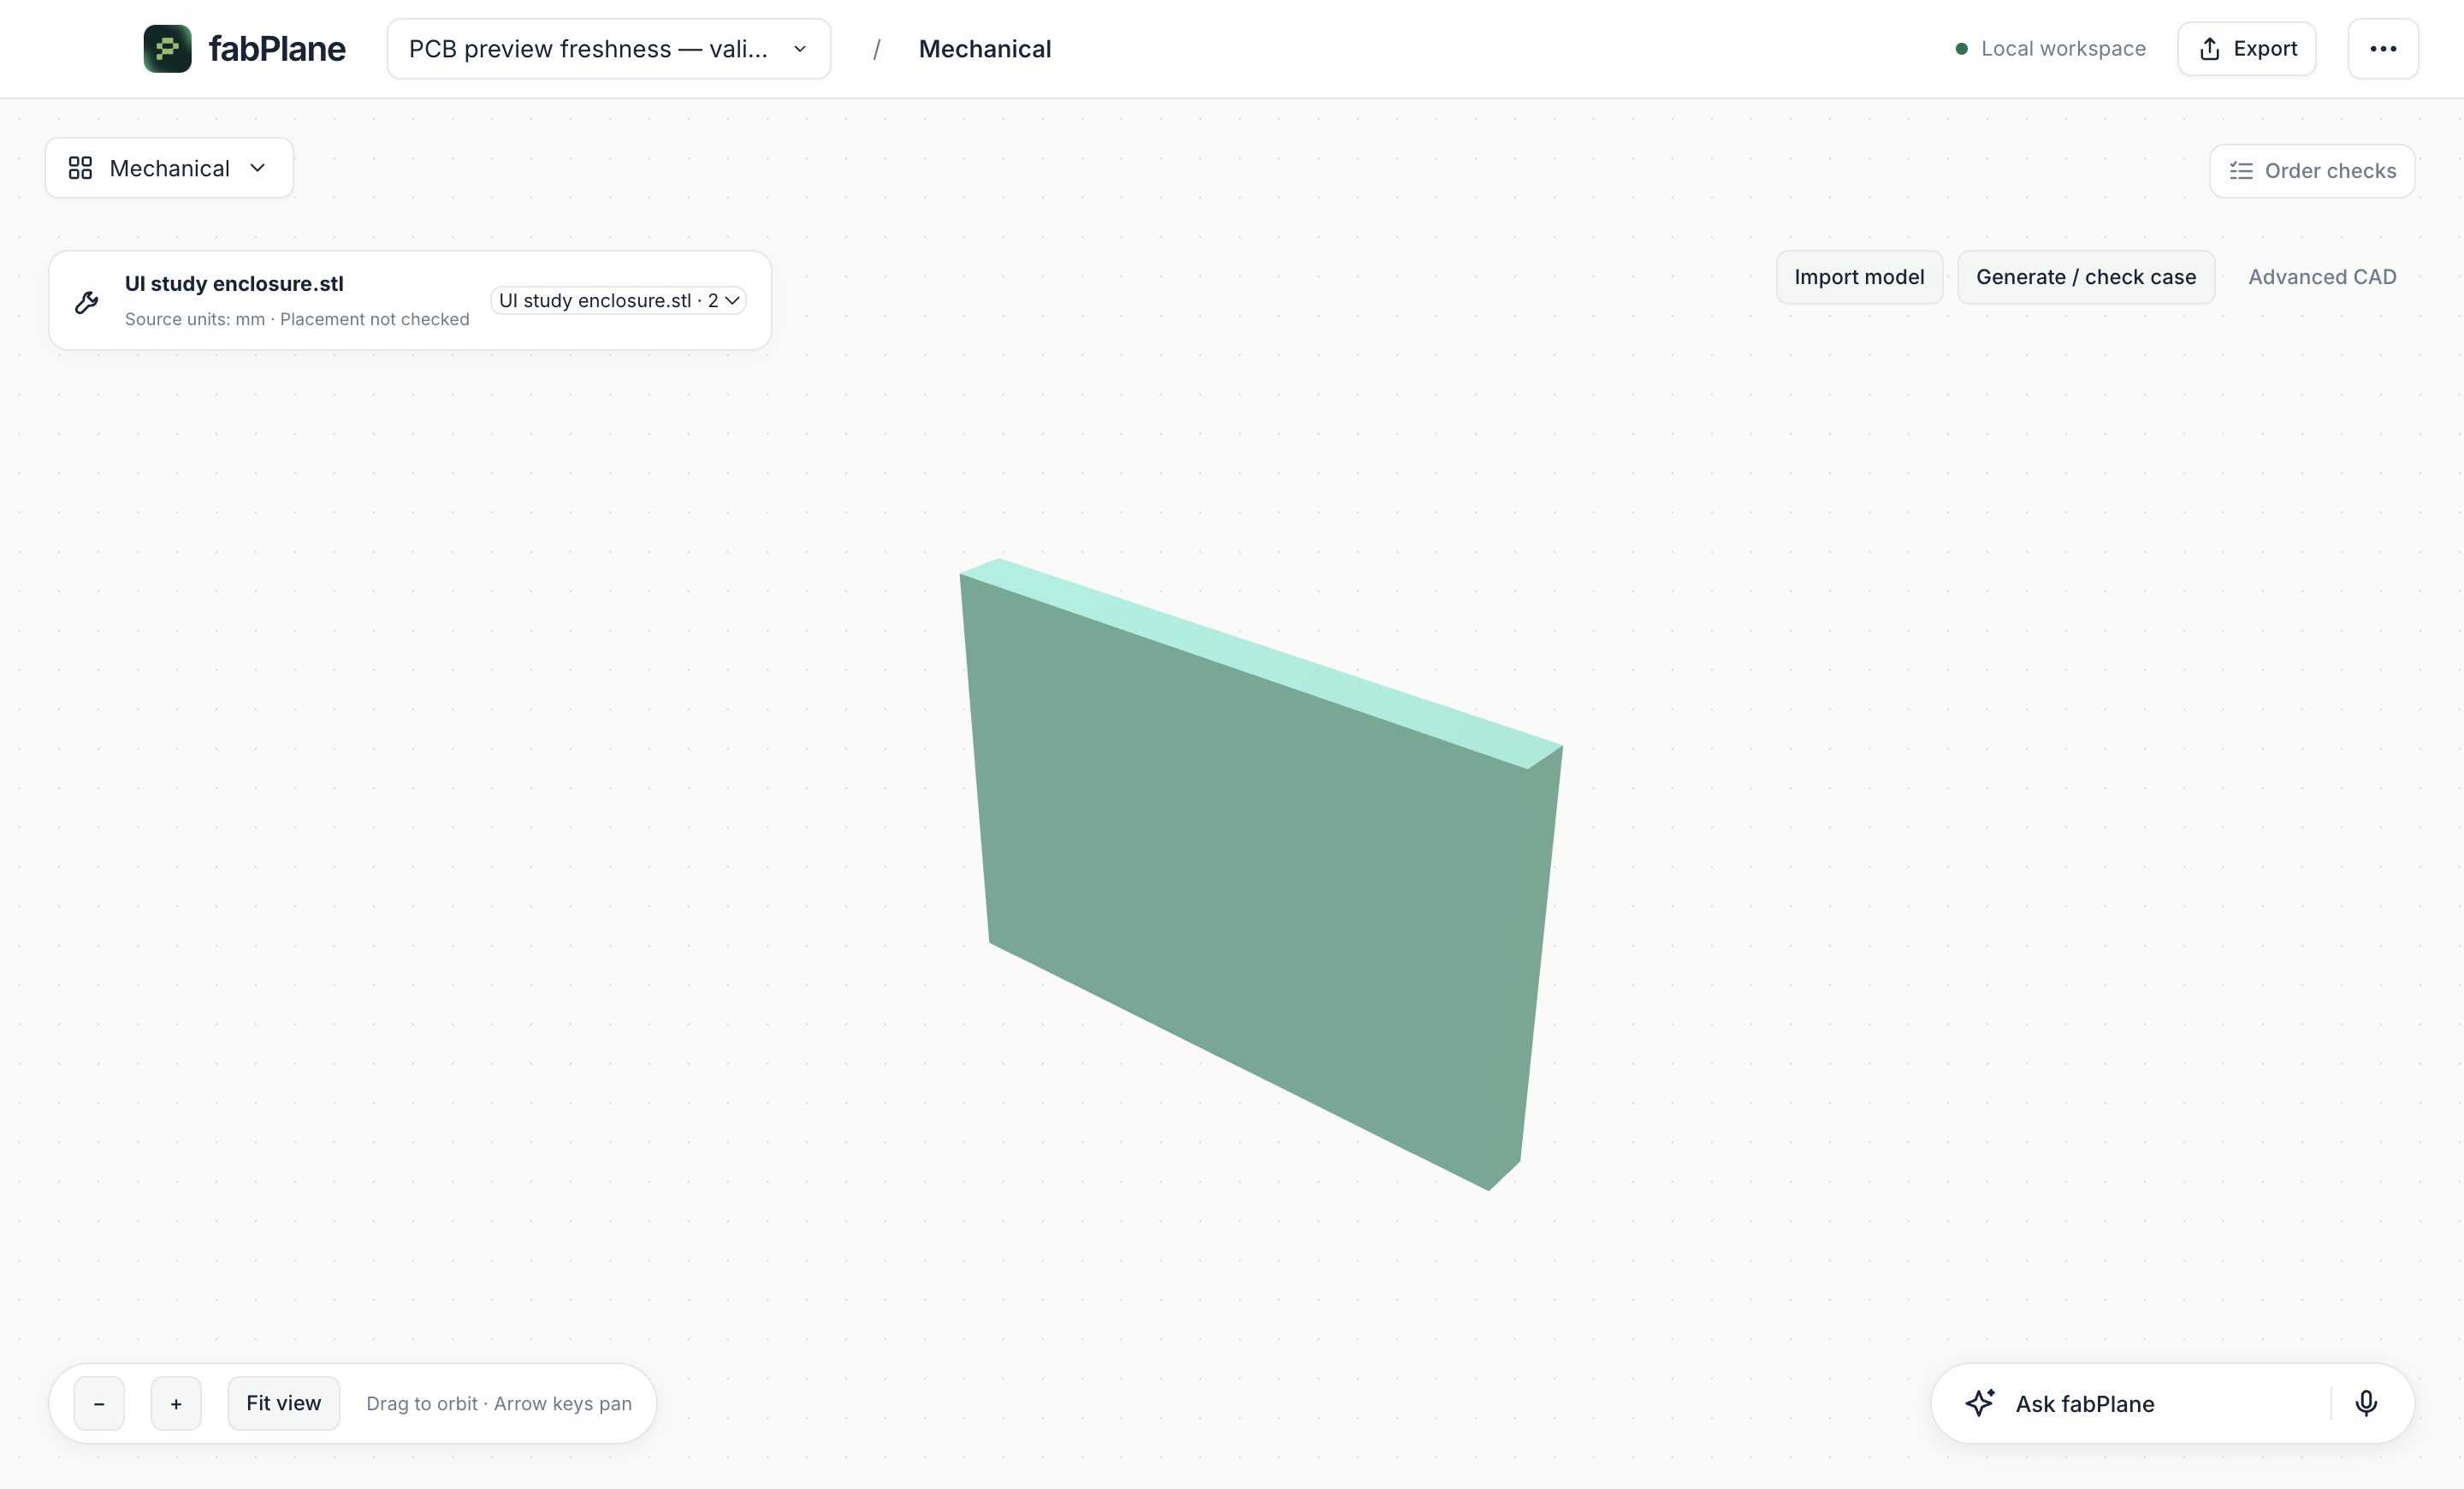 fabPlane
PCB preview freshness — vali...
/
Mechanical
Local workspace
Export
Mechanical
Order checks
UI study enclosure.stl
Source units: mm · Placement not checked
UI study enclosure.stl · 2
Import model
Generate / check case
Advanced CAD
−
+
Fit view
Drag to orbit · Arrow keys pan
Ask fabPlane